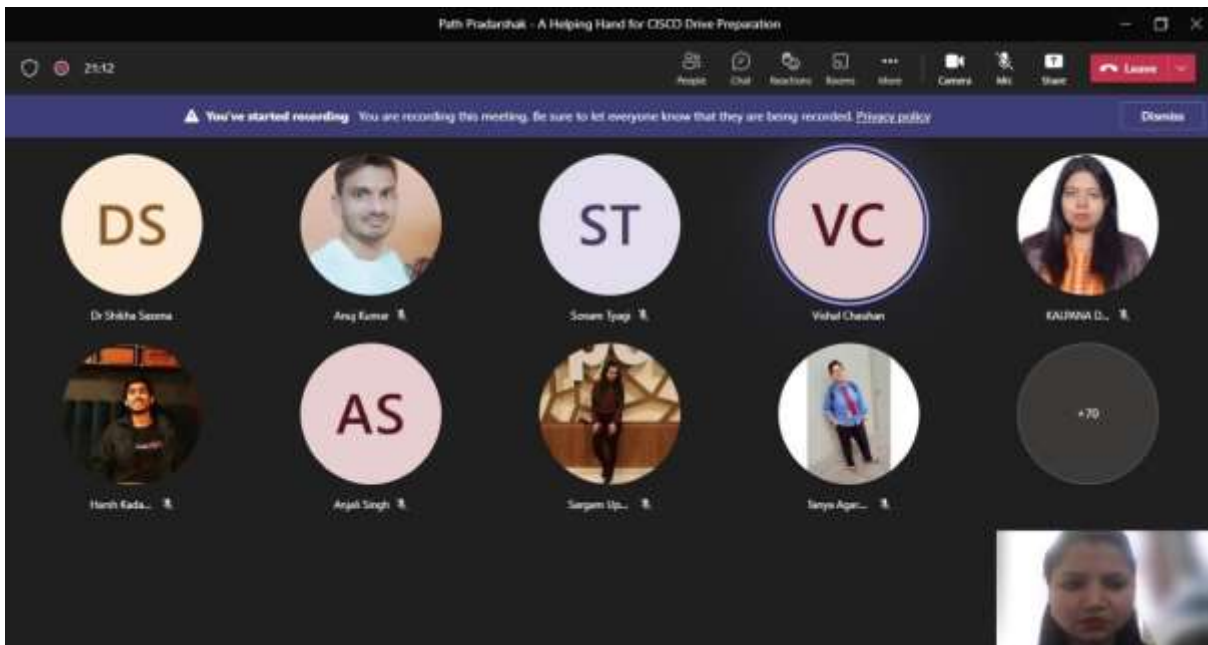 Path Pradarshak - A Helping Hand for CISCO Drive Preparation
21:12
People Chat Reactions Rooms More Camera Mic Share Leave
You've started recording You are recording this meeting. Be sure to let everyone know that they are being recorded. Privacy policy Dismiss
DS ST VC
Dr Shikha Saxena Anuj Kumar Sonam Tyagi Vishal Chauhan KALPANA D...
AS +70
Harsh Kada... Anjali Singh Sargam Up... Tanya Agar...